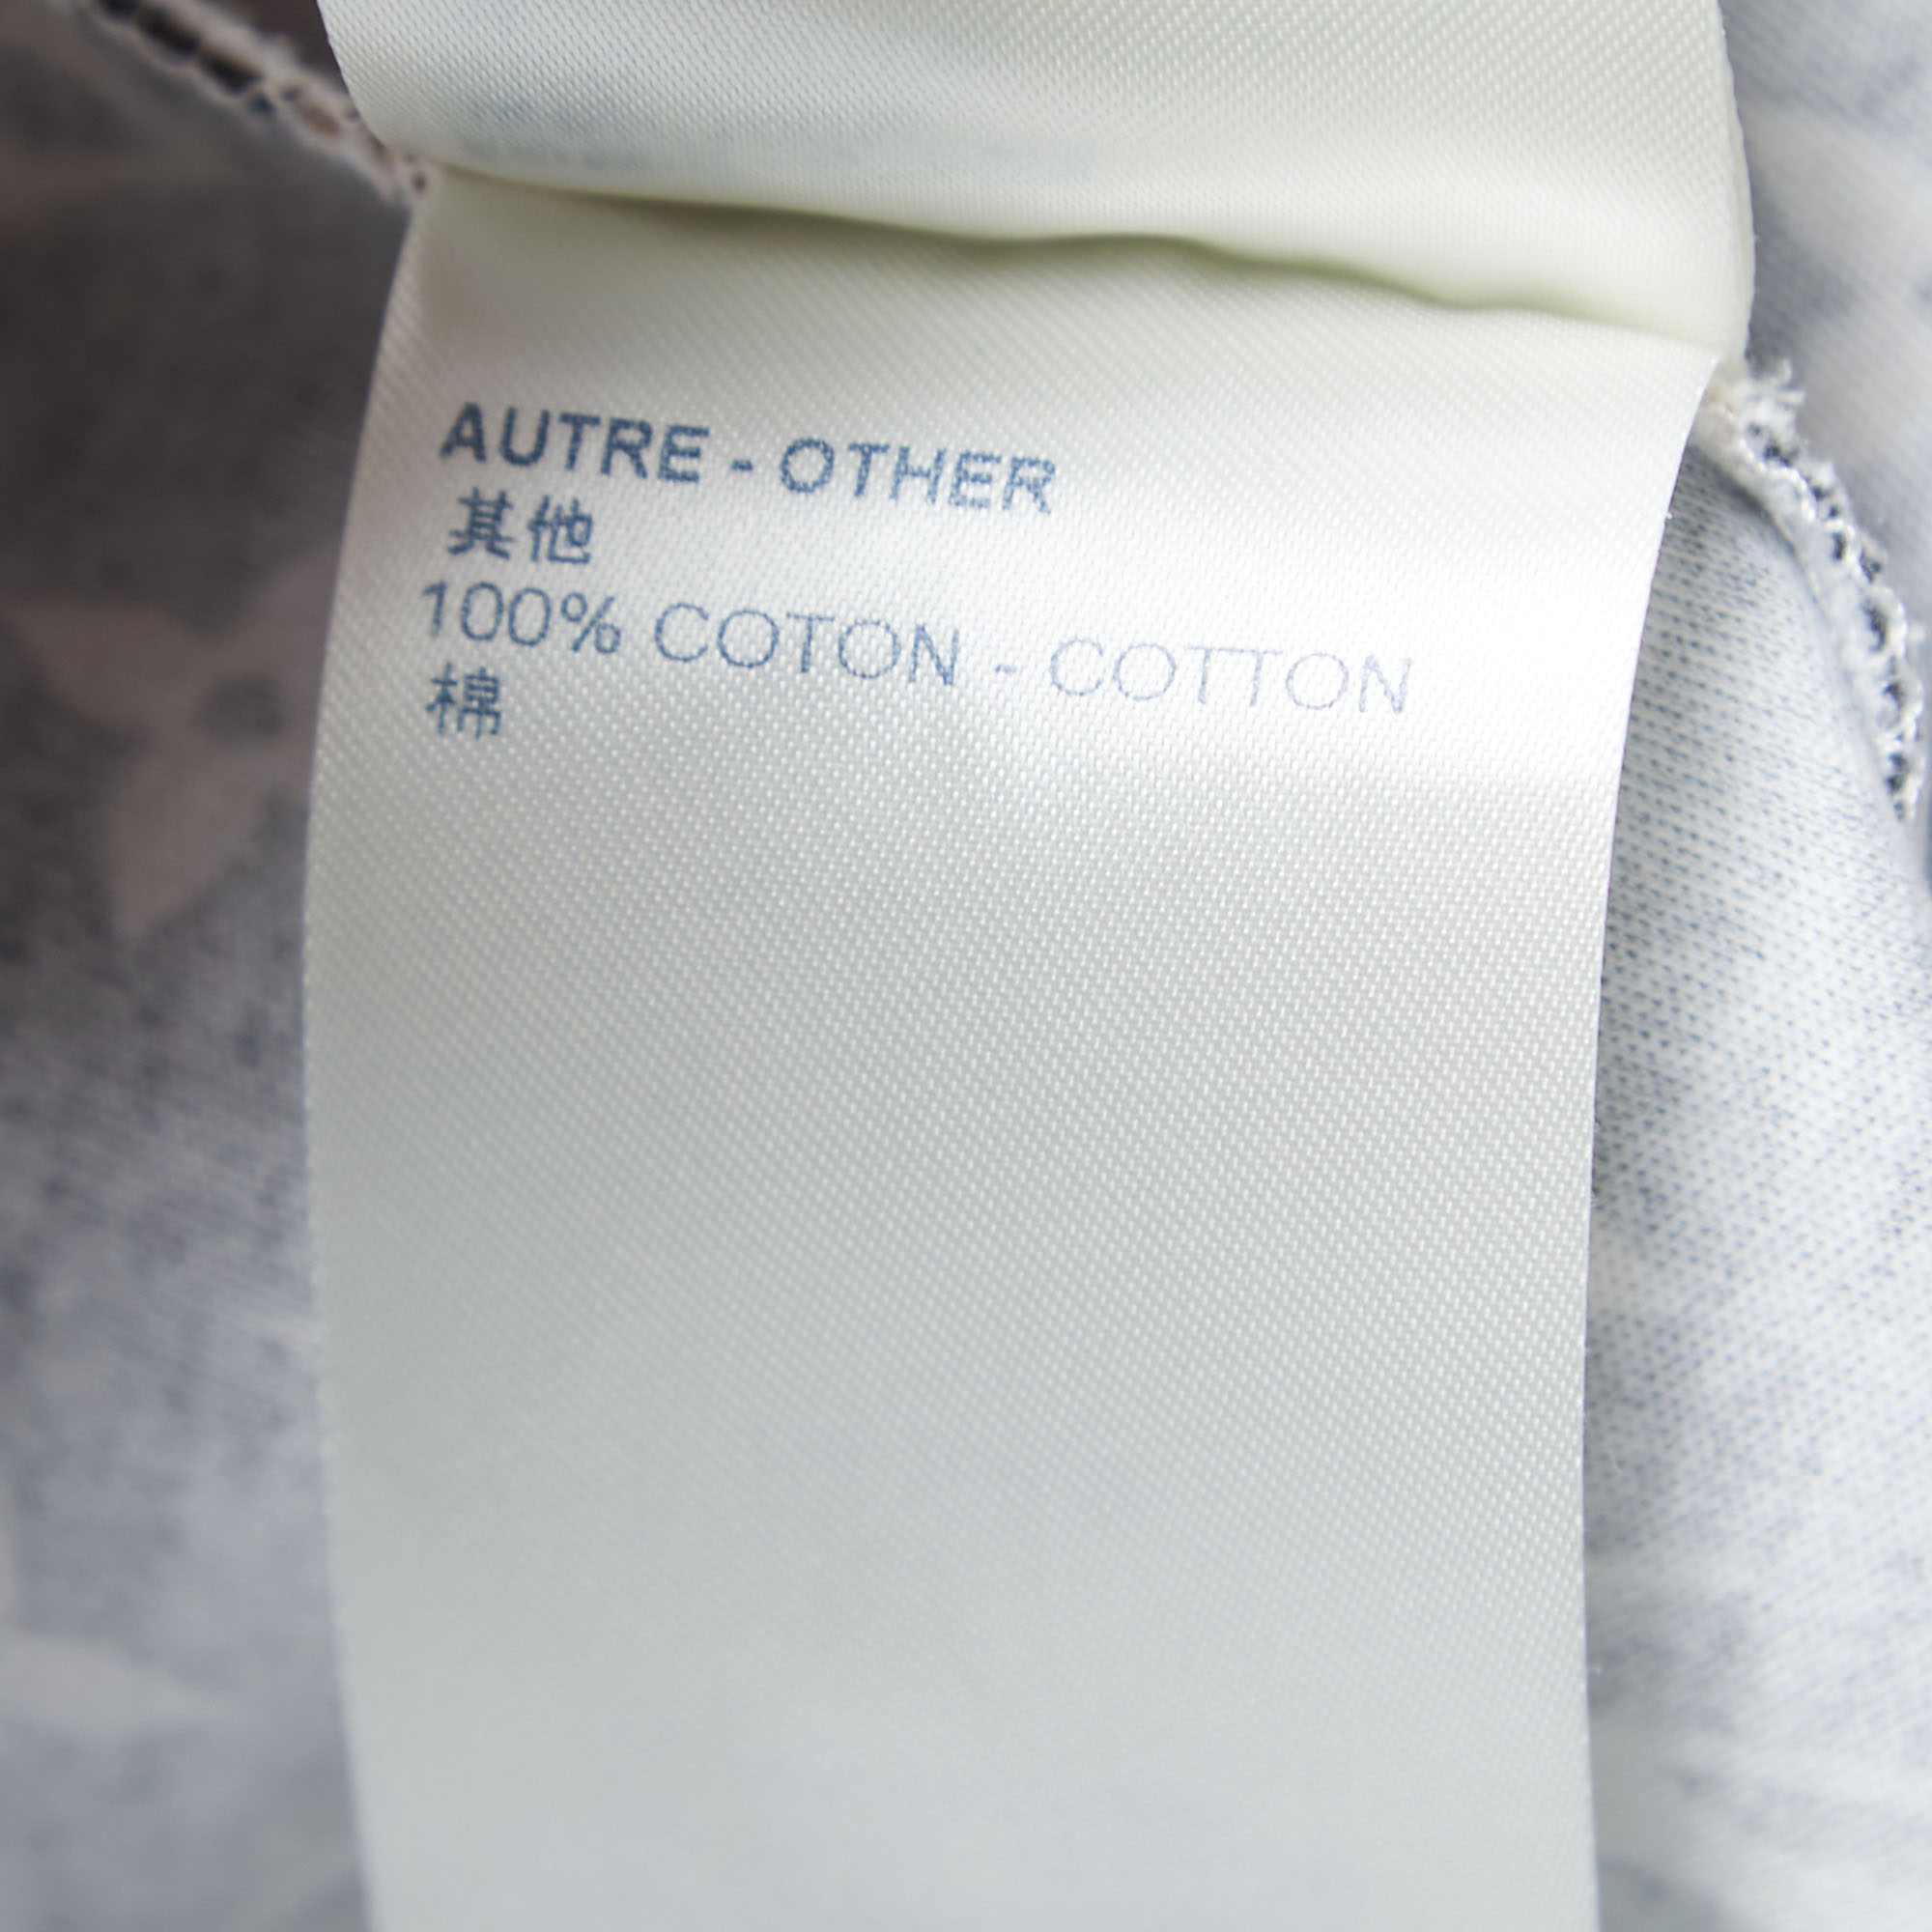 AUTRE - OTHER
其他
100% COTON - COTTON
棉